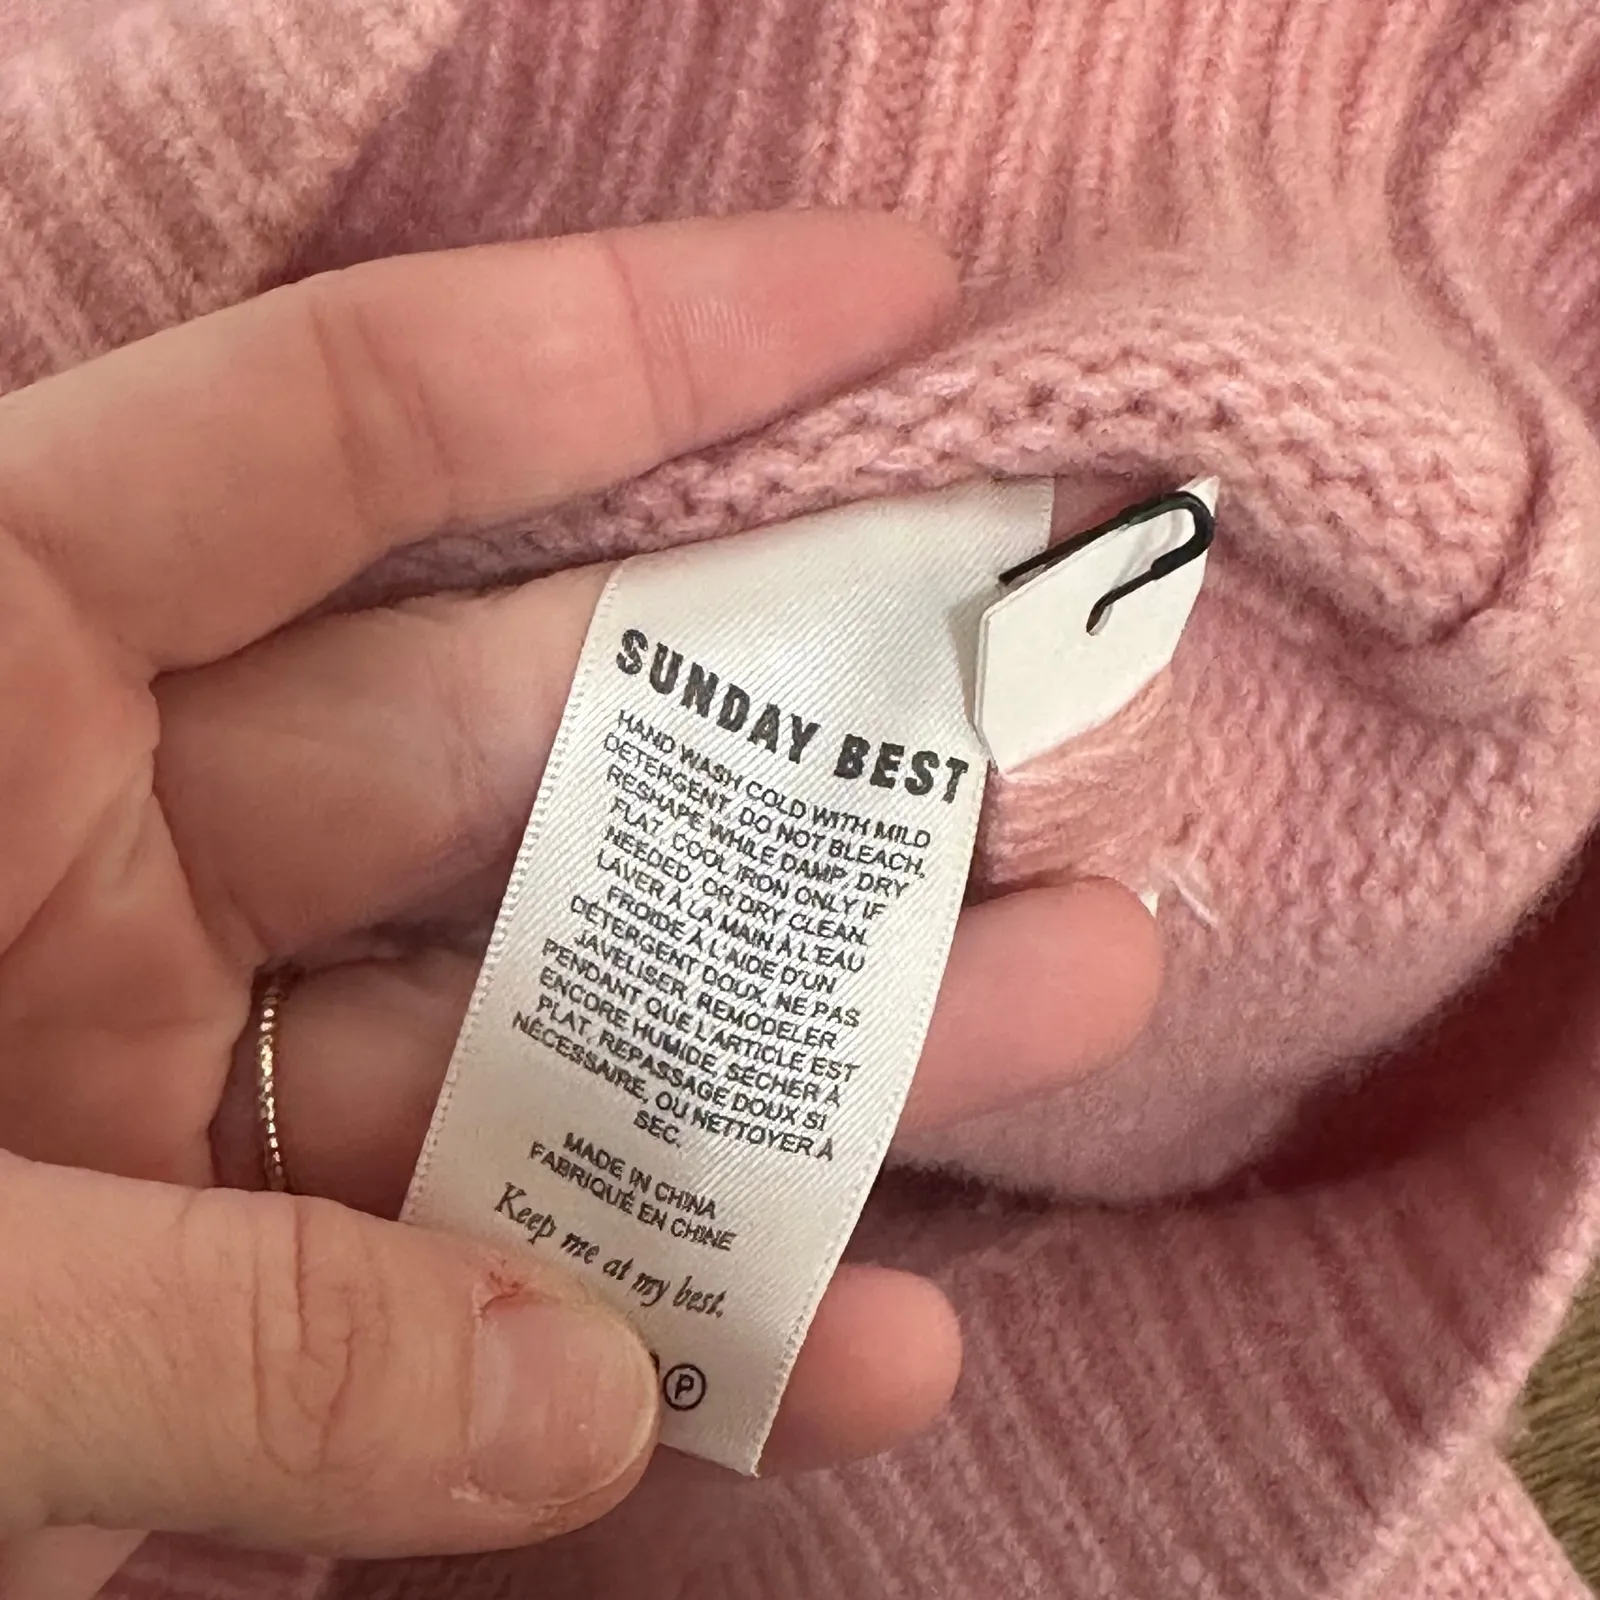 SUNDAY BEST
HAND WASH COLD WITH MILD
DETERGENT, DO NOT BLEACH,
RESHAPE WHILE DAMP, DRY
FLAT, COOL IRON ONLY IF
NEEDED, OR DRY CLEAN.
LAVER À LA MAIN À L'EAU
FROIDE À L'AIDE D'UN
DÉTERGENT DOUX, NE PAS
JAVELISER, REMODELER
PENDANT QUE L'ARTICLE EST
ENCORE HUMIDE, SÉCHER À
PLAT, REPASSAGE DOUX SI
NÉCESSAIRE, OU NETTOYER À
SEC.
MADE IN CHINA
FABRIQUÉ EN CHINE
Keep me at my best.
P